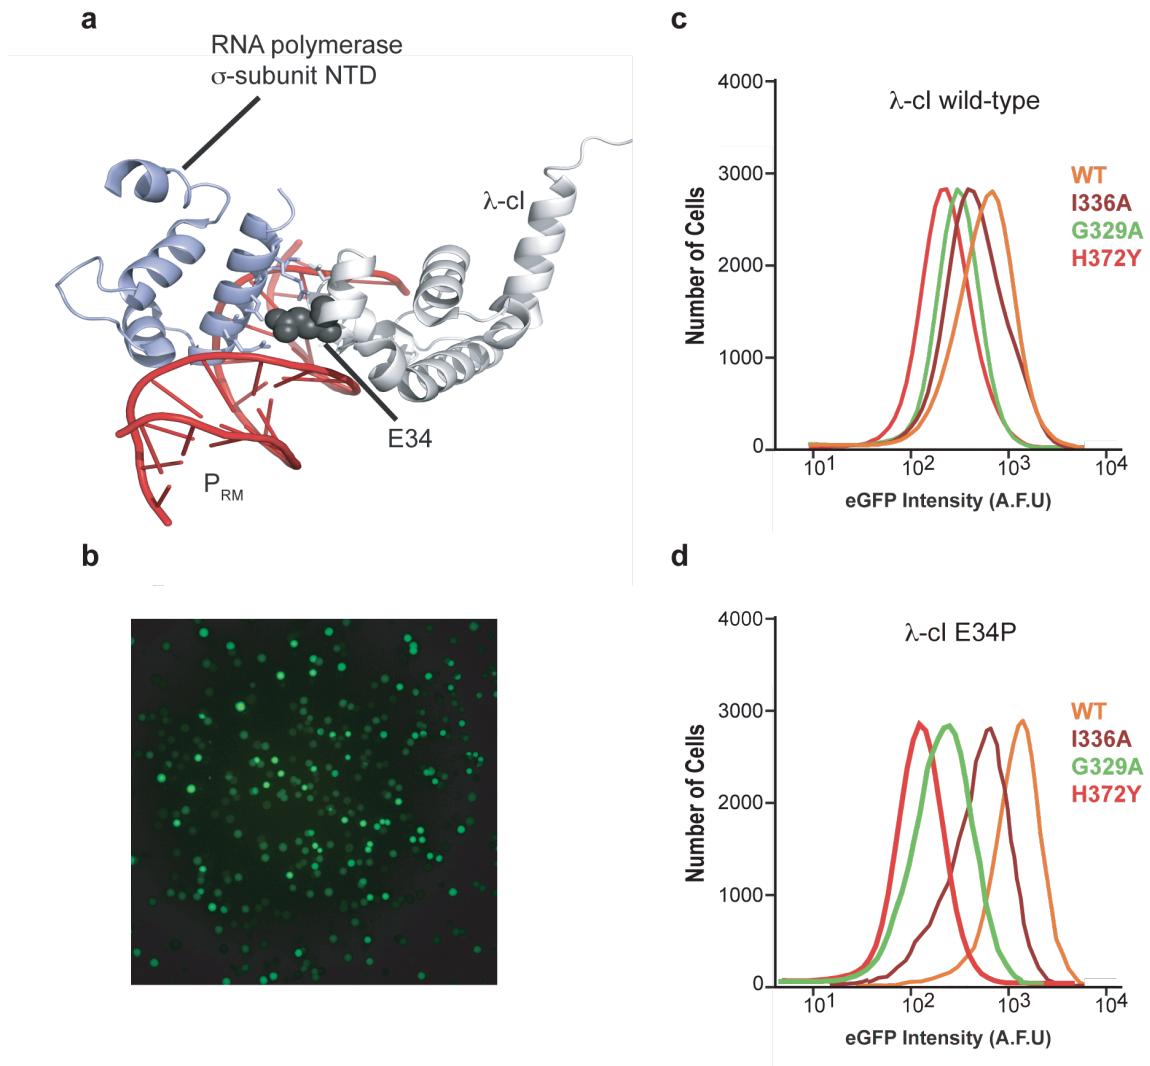 a
RNA polymerase
σ-subunit NTD
λ-cI
E34
PRM
b
c
4000
3000
2000
1000
0
Number of Cells
λ-cI wild-type
WT
I336A
G329A
H372Y
10¹ 10² 10³ 10⁴
eGFP Intensity (A.F.U)
d
4000
3000
2000
1000
0
Number of Cells
λ-cI E34P
WT
I336A
G329A
H372Y
10¹ 10² 10³ 10⁴
eGFP Intensity (A.F.U)